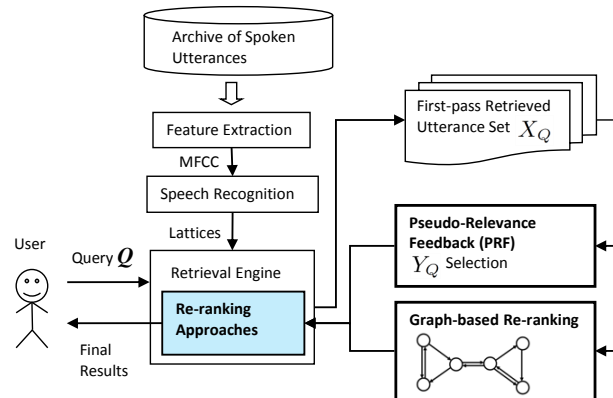 Archive of Spoken
Utterances
Feature Extraction
MFCC
Speech Recognition
Lattices
User
Query Q
Retrieval Engine
Re-ranking
Approaches
Final
Results
First-pass Retrieved
Utterance Set X_Q
Pseudo-Relevance
Feedback (PRF)
Y_Q Selection
Graph-based Re-ranking